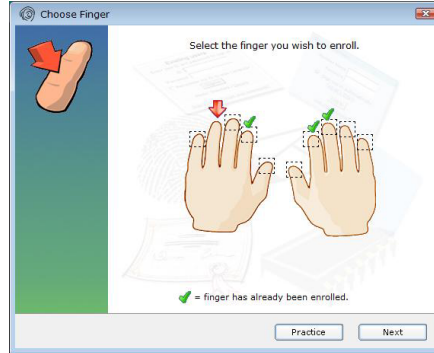 Choose Finger
Select the finger you wish to enroll.
= finger has already been enrolled.
Practice
Next